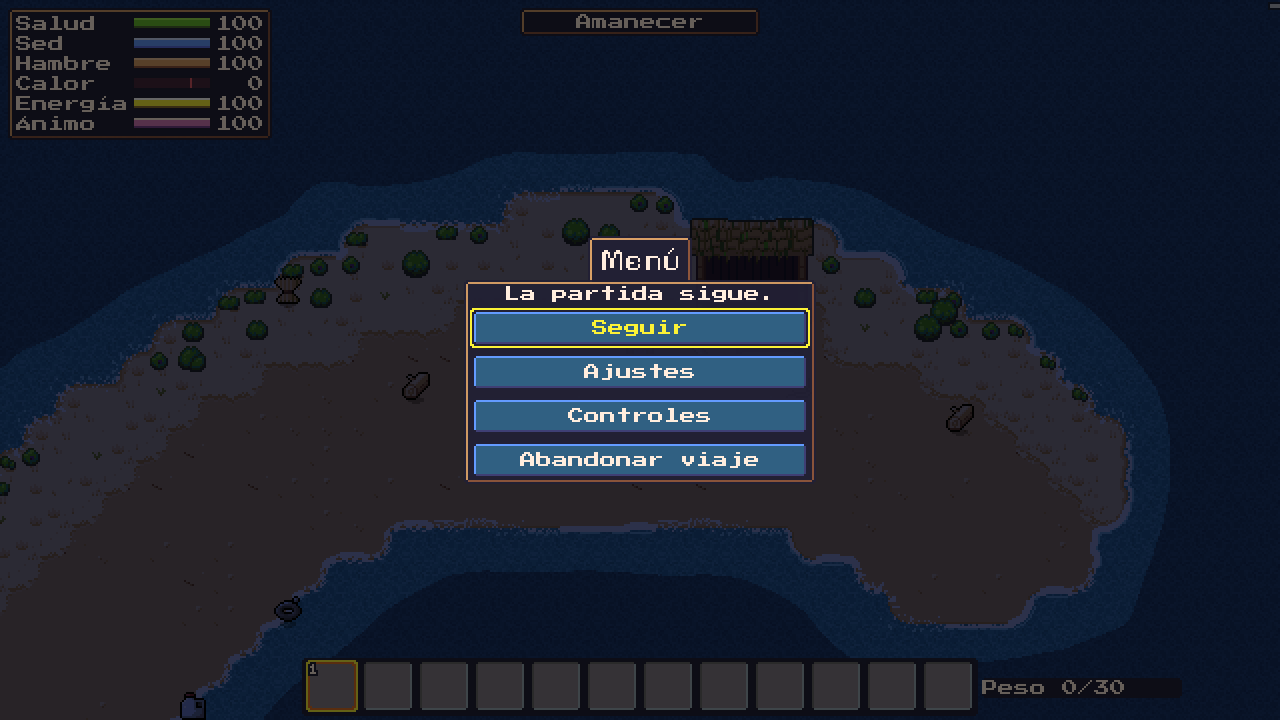 Salud 100
Sed 100
Hambre 100
Calor 0
Energía 100
Ánimo 100
Amanecer
Menú
La partida sigue.
Seguir
Ajustes
Controles
Abandonar viaje
1
Peso 0/30